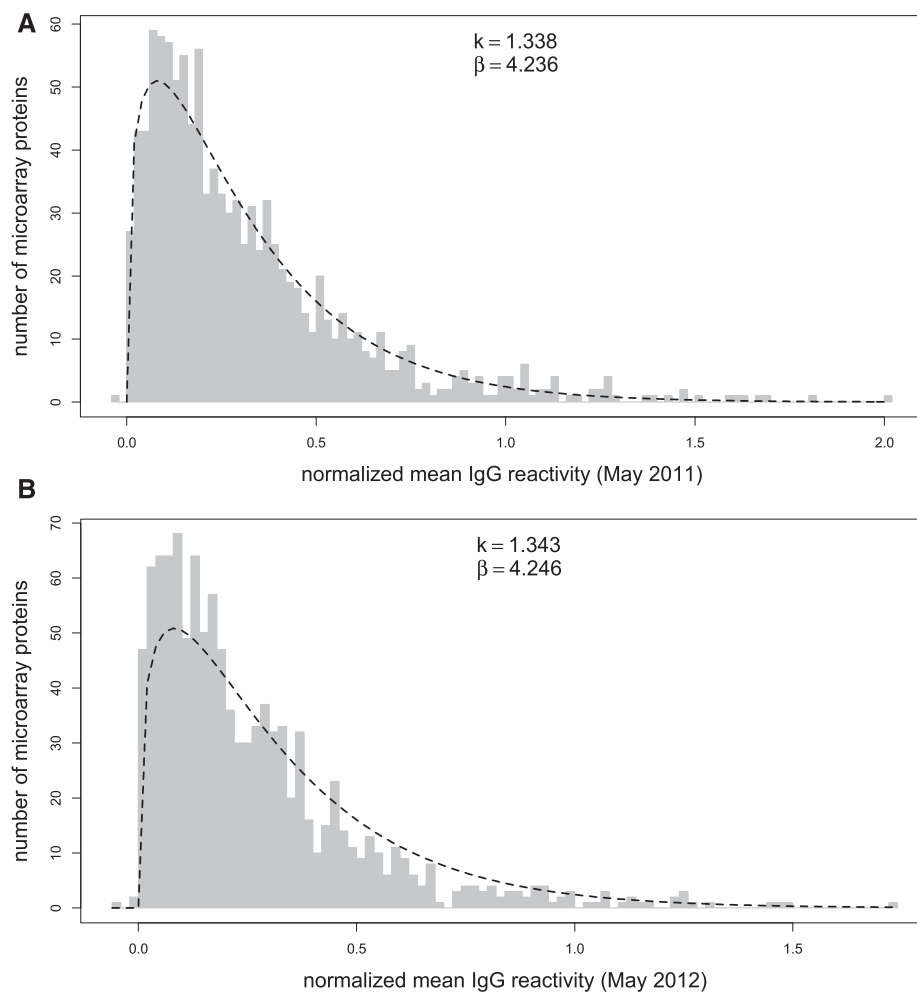 A
k = 1.338
β = 4.236
number of microarray proteins
60
50
40
30
20
10
0
0.0 0.5 1.0 1.5 2.0
normalized mean IgG reactivity (May 2011)
B
k = 1.343
β = 4.246
number of microarray proteins
70
60
50
40
30
20
10
0
0.0 0.5 1.0 1.5
normalized mean IgG reactivity (May 2012)